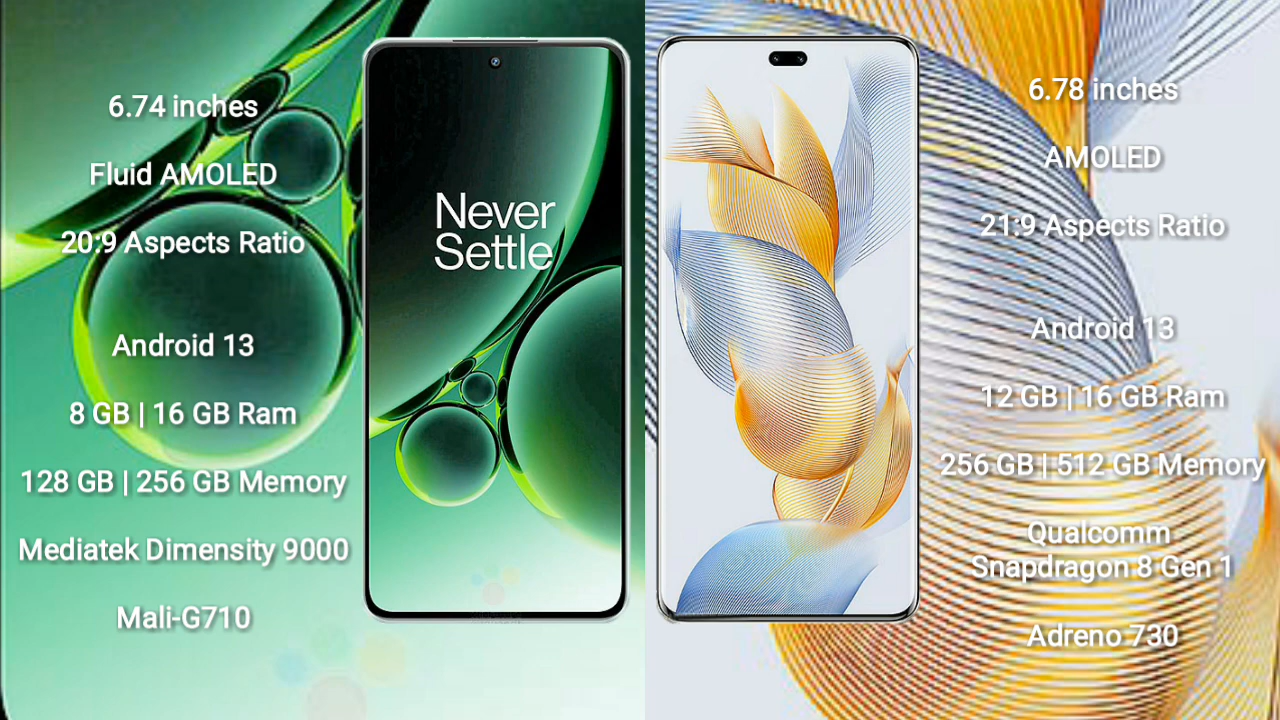 6.74 inches
Fluid AMOLED
20:9 Aspects Ratio
Android 13
8 GB | 16 GB Ram
128 GB | 256 GB Memory
Mediatek Dimensity 9000
Mali-G710
Never
Settle
6.78 inches
AMOLED
21:9 Aspects Ratio
Android 13
12 GB | 16 GB Ram
256 GB | 512 GB Memory
Qualcomm
Snapdragon 8 Gen 1
Adreno 730